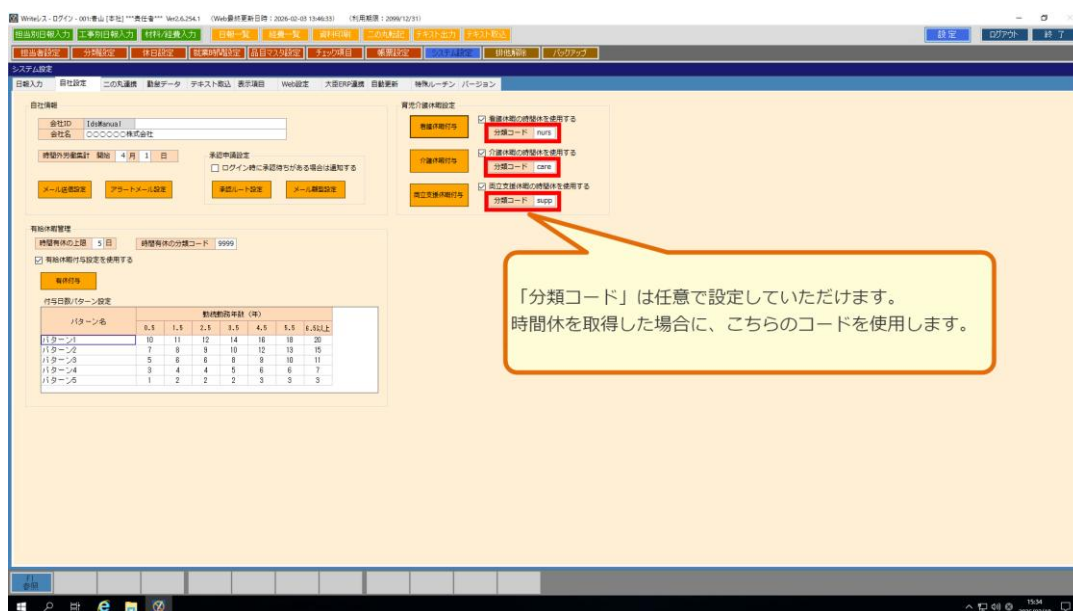 Writeレス - ログイン - 001:青山 [本社] ***責任者*** Ver2.6.254.1 (Web最終更新日時：2026-02-03 13:46:33) (利用期限：2099/12/31)
担当別日報入力 工事別日報入力 材料/経費入力 日報一覧 経費一覧 資料印刷 この丸転記 テキスト出力 テキスト取込 設定 ログアウト 終了
担当者設定 分類設定 休日設定 就業時間設定 品目マスタ設定 チェック項目 帳票設定 システム設定 排他解除 バックアップ
システム設定
日報入力 自社設定 この丸連携 勤怠データ テキスト取込 表示項目 Web設定 大臣ERP連携 自動更新 特殊ルーチン バージョン
自社情報
会社ID [dsManual]
会社名 〇〇〇〇〇〇株式会社
時間外労働集計 開始 4 月 1 日
承認申請設定
ログイン時に承認待ちがある場合は通知する
メール送信設定 アラートメール設定 承認ルート設定 メール雛型設定
育児介護休暇設定
看護休暇付与 看護休暇の時間休を使用する
分類コード nurs
介護休暇付与 介護休暇の時間休を使用する
分類コード care
両立支援休暇付与 両立支援休暇の時間休を使用する
分類コード supp
有給休暇管理
時間有休の上限 5 日 時間有休の分類コード 9999
有給休暇付与設定を使用する
有休付与
付与日数パターン設定
パターン名 勤続勤務年数（年）
0.5 1.5 2.5 3.5 4.5 5.5 6.5以上
パターン1 10 11 12 14 16 18 20
パターン2 7 8 9 10 12 13 15
パターン3 5 6 6 8 9 10 11
パターン4 3 4 4 5 6 6 7
パターン5 1 2 2 2 3 3 3
「分類コード」は任意で設定していただけます。
時間休を取得した場合に、こちらのコードを使用します。
F1
参照
15:34